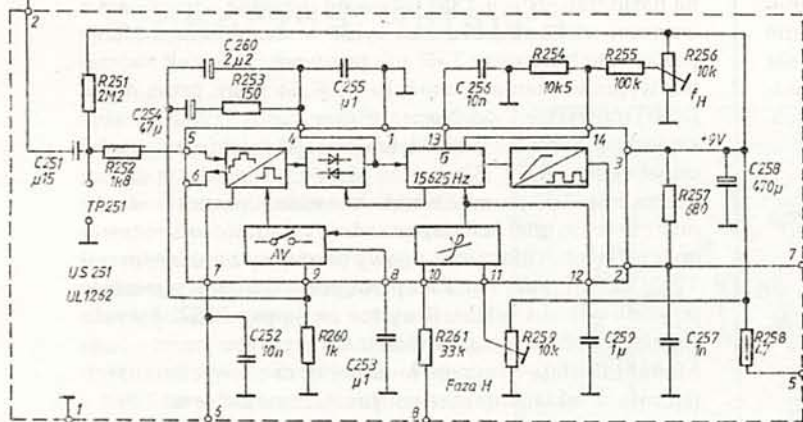 2
C260
2µ2
R251
2M2
R253
150
C254
47µ
C255
µ1
C256
10n
R254
10k5
R255
100k
R256
10k
fH
C251
µ15
R252
1k8
5
6
4
1
13
14
3
+9V
G
15625Hz
C258
470µ
R257
680
TP251
AV
φ
US 251
UL1262
7
9
8
10
11
12
2
7
C252
10n
R260
1k
C253
µ1
R261
33k
R259
10k
Faza H
C259
1µ
C257
1n
R258
4,7
5
1
6
8